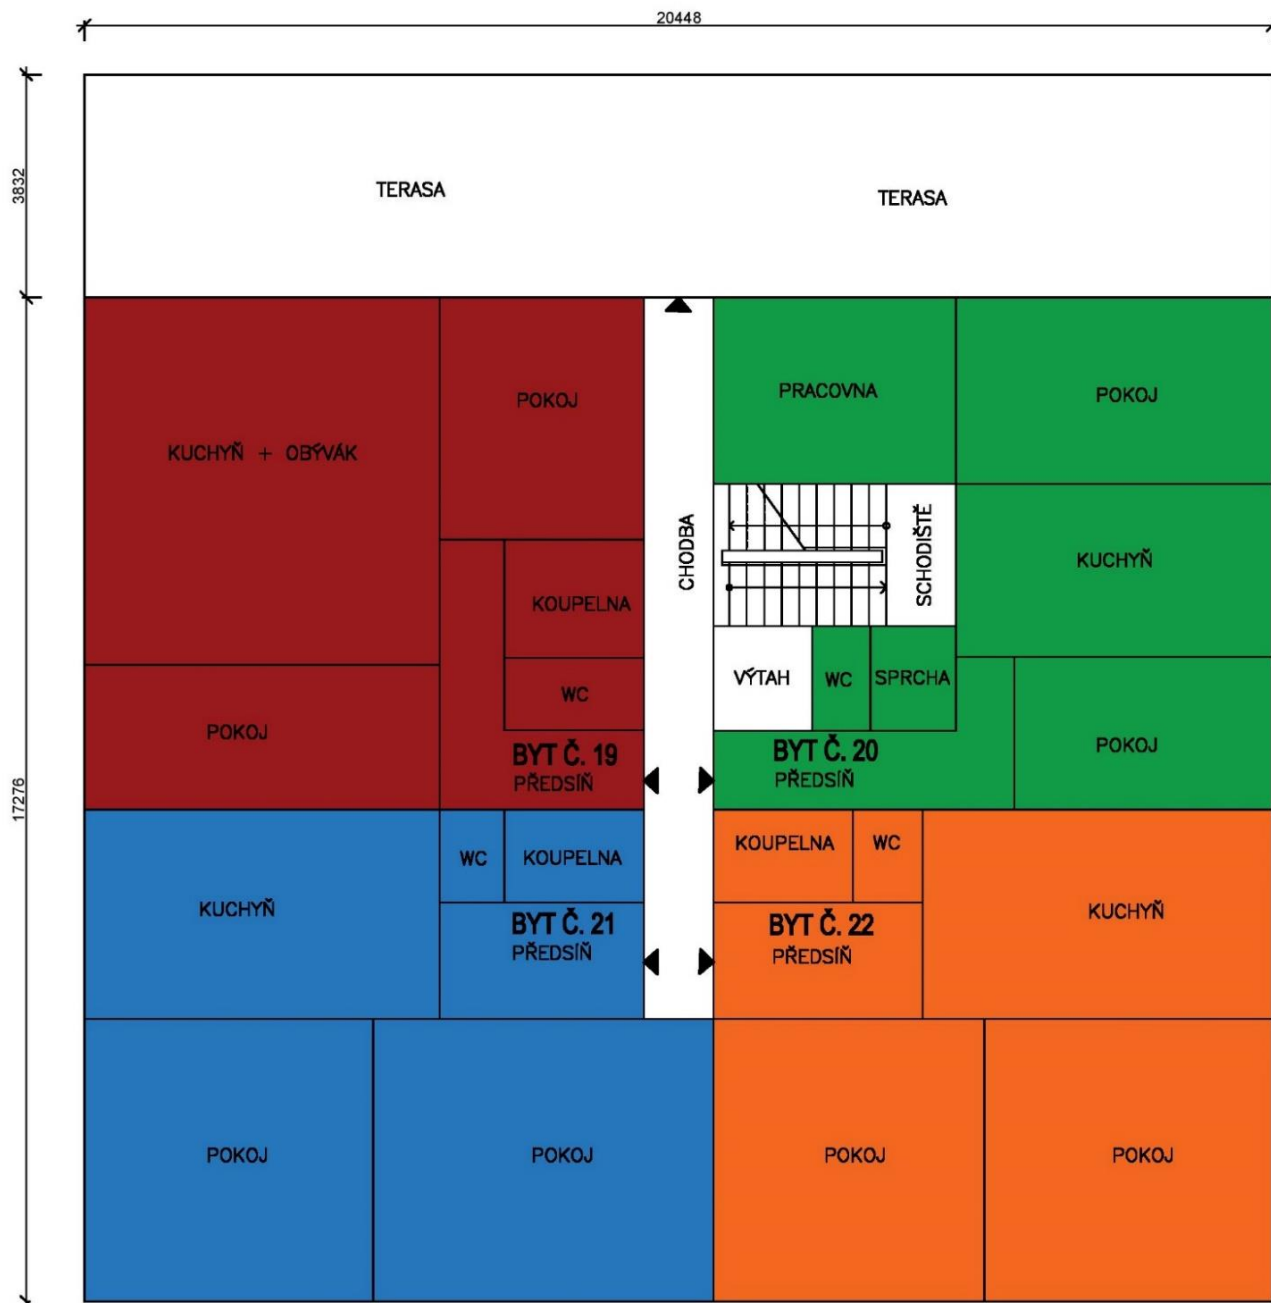 20448
3832
TERASA
TERASA
17276
KUCHYŇ + OBÝVÁK
POKOJ
CHODBA
PRACOVNA
POKOJ
SCHODIŠTĚ
KUCHYŇ
KOUPELNA
WC
POKOJ
BYT Č. 19
PŘEDSÍŇ
VÝTAH
WC
SPRCHA
BYT Č. 20
PŘEDSÍŇ
POKOJ
KUCHYŇ
WC
KOUPELNA
BYT Č. 21
PŘEDSÍŇ
KOUPELNA
WC
BYT Č. 22
PŘEDSÍŇ
KUCHYŇ
POKOJ
POKOJ
POKOJ
POKOJ